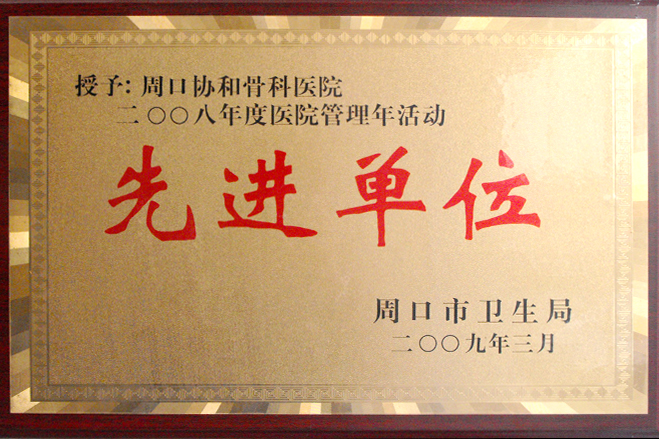 授予：周口协和骨科医院
二〇〇八年度医院管理年活动
先进单位
周口市卫生局
二〇〇九年三月